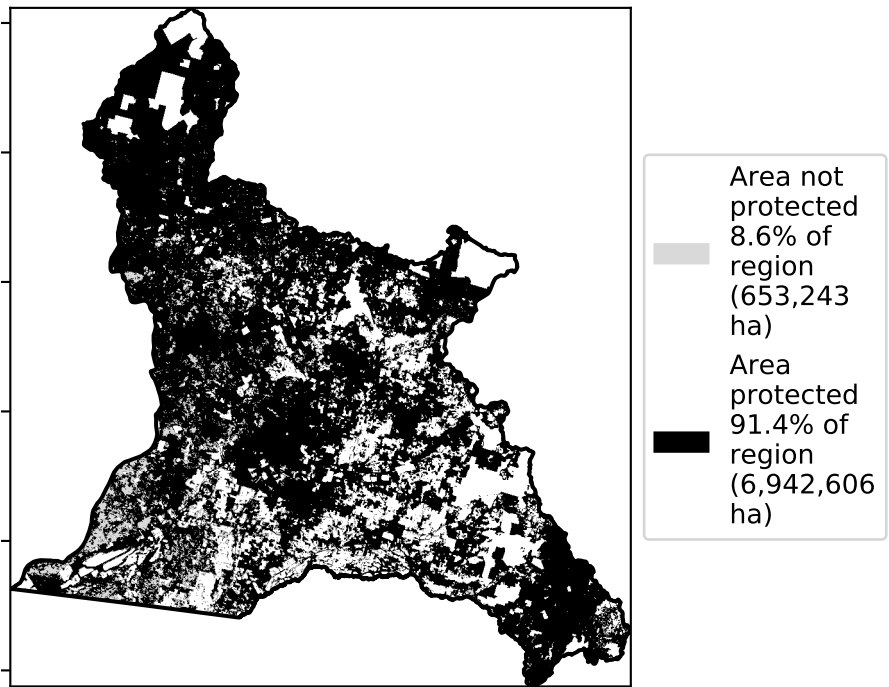 Area not
protected
8.6% of
region
(653,243
ha)
Area
protected
91.4% of
region
(6,942,606
ha)